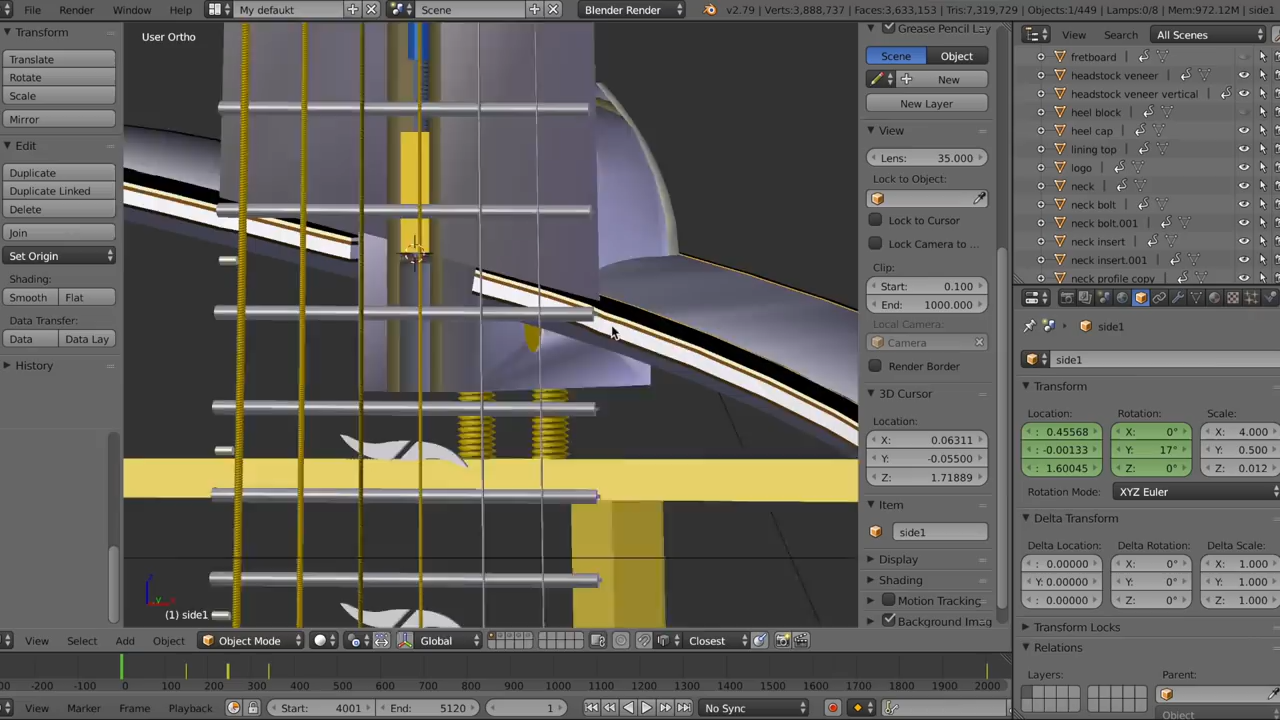 File Render Window Help My defaukt Scene Blender Render v2.79 | Verts:3,888,737 | Faces:3,633,153 | Tris:7,319,729 | Objects:1/449 | Lamps:0/8 | Mem:972.12M | side1
Transform
Translate
Rotate
Scale
Mirror
Edit
Duplicate
Duplicate Linked
Delete
Join
Set Origin
Shading:
Smooth Flat
Data Transfer:
Data Data Lay
History
User Ortho
(1) side1
Grease Pencil Lay
Scene Object
New
New Layer
View
Lens: 35.000
Lock to Object:
Lock to Cursor
Lock Camera to ...
Clip:
Start: 0.100
End: 1000.000
Local Camera:
Camera
Render Border
3D Cursor
Location:
X: 0.06311
Y: -0.05500
Z: 1.71889
Item
side1
Display
Shading
Motion Tracking
Background Imag
View Search All Scenes
fretboard
headstock veneer
headstock veneer vertical
heel block
heel cap
lining top
logo
neck
neck bolt
neck bolt.001
neck insert
neck insert.001
neck profile copy
side1
side1
Transform
Location: Rotation: Scale:
: 0.45568 X: 0° X: 4.000
: -0.00133 Y: 17° Y: 0.500
: 1.60045 Z: 0° Z: 0.012
Rotation Mode: XYZ Euler
Delta Transform
Delta Location: Delta Rotation: Delta Scale:
: 0.00000 X: 0° X: 1.000
Y: 0.00000 Y: 0° Y: 1.000
: 0.00000 Z: 0° Z: 1.000
Transform Locks
Relations
Layers: Parent:
Object
View Select Add Object Object Mode Global Closest
-200 -100 0 100 200 300 400 500 600 700 800 900 1000 1100 1200 1300 1400 1500 1600 1700 1800 1900 2000
View Marker Frame Playback Start: 4001 End: 5120 1 No Sync